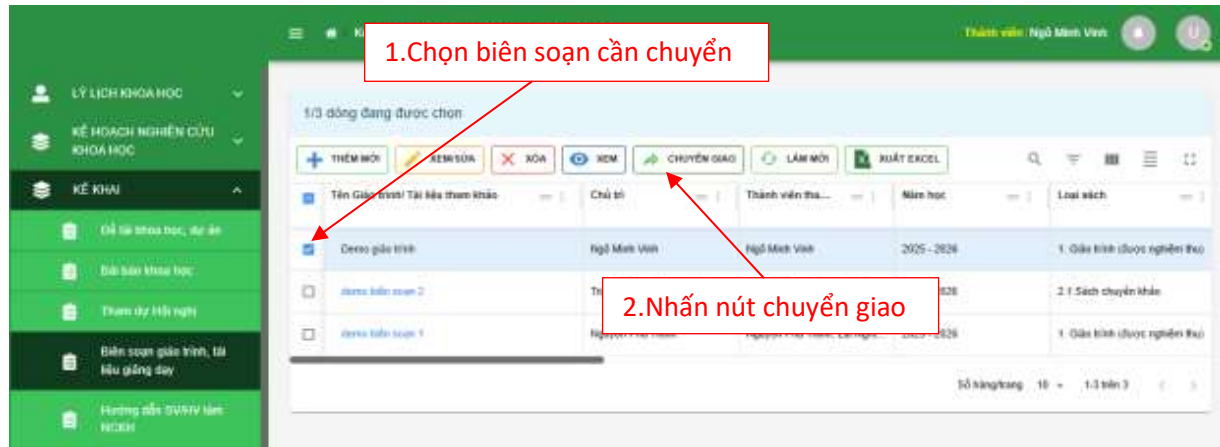 Thành viên: Ngô Minh Vinh
1.Chọn biên soạn cần chuyển
LÝ LỊCH KHOA HỌC
KẾ HOẠCH NGHIÊN CỨU
KHOA HỌC
KÊ KHAI
Đề tài khoa học, dự án
Bài báo khoa học
Tham dự Hội nghị
Biên soạn giáo trình, tài
liệu giảng dạy
Hướng dẫn SV/HV làm
NCKH
1/3 dòng đang được chọn
THÊM MỚI XEM/SỬA XÓA XEM CHUYỂN GIAO LÀM MỚI XUẤT EXCEL
Tên Giáo trình/ Tài liệu tham khảo Chủ trì Thành viên tha... Năm học Loại sách
Demo giáo trình Ngô Minh Vinh Ngô Minh Vinh 2025 - 2026 1. Giáo trình (được nghiệm thu)
demo biên soạn 2 2.1 Sách chuyên khảo
2.Nhấn nút chuyển giao
demo biên soạn 1 1. Giáo trình (được nghiệm thu)
Số hàng/trang 10 1-3 trên 3